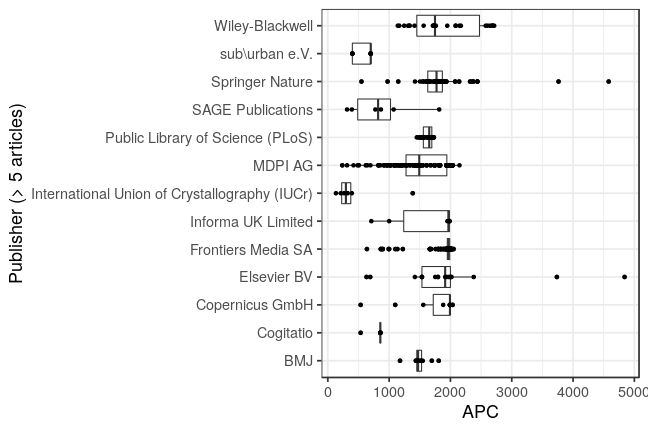 Publisher (> 5 articles)
Wiley-Blackwell
sub\urban e.V.
Springer Nature
SAGE Publications
Public Library of Science (PLoS)
MDPI AG
International Union of Crystallography (IUCr)
Informa UK Limited
Frontiers Media SA
Elsevier BV
Copernicus GmbH
Cogitatio
BMJ
0 1000 2000 3000 4000 5000
APC